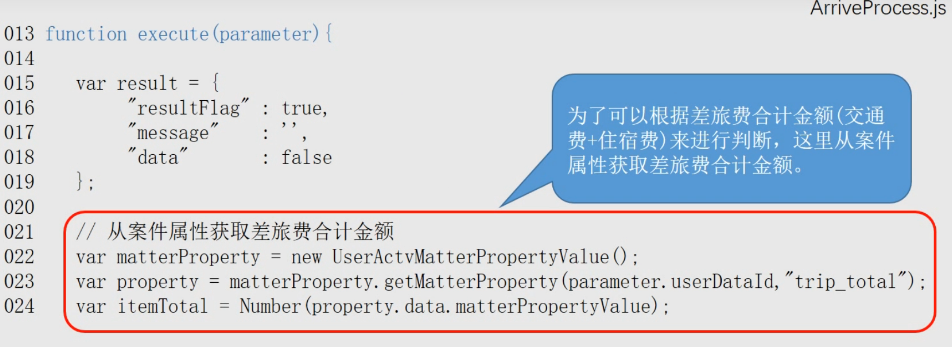 ArriveProcess.js
013 function execute(parameter){
014
015 var result = {
016 "resultFlag" : true,
017 "message" : '',
018 "data" : false
019 };
020
021 // 从案件属性获取差旅费合计金额
022 var matterProperty = new UserActvMatterPropertyValue();
023 var property = matterProperty.getMatterProperty(parameter.userDataId,"trip_total");
024 var itemTotal = Number(property.data.matterPropertyValue);
为了可以根据差旅费合计金额(交通
费+住宿费)来进行判断，这里从案件
属性获取差旅费合计金额。